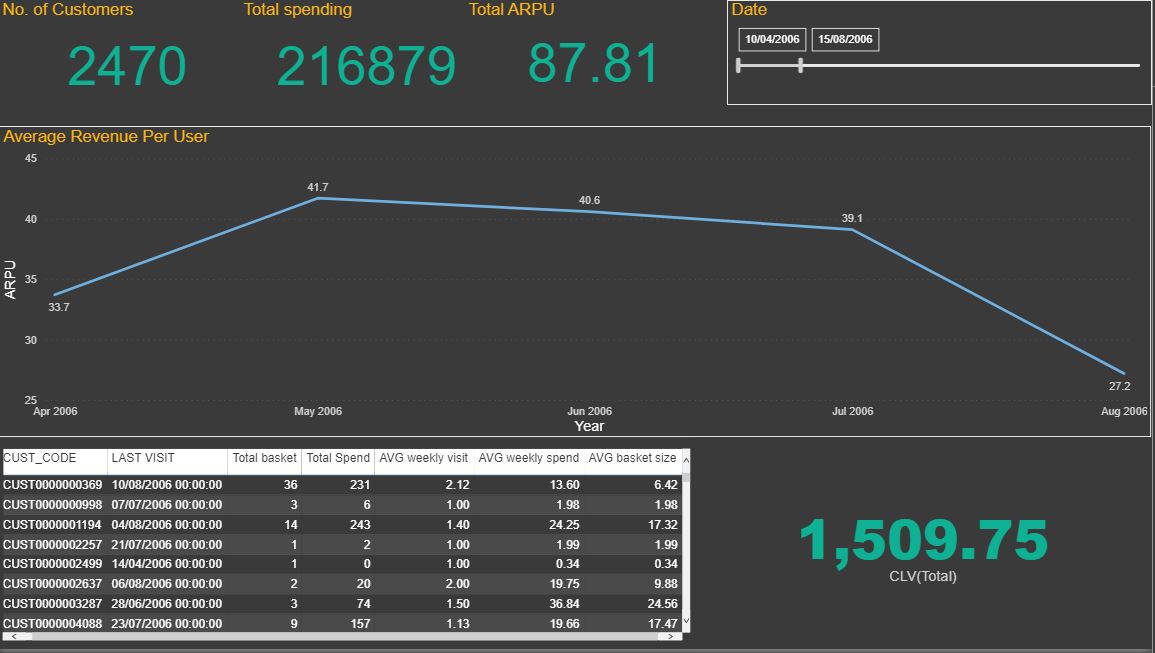 No. of Customers Total spending Total ARPU Date
2470 216879 87.81
10/04/2006 15/08/2006
Average Revenue Per User
45
40
35
30
25
ARPU
33.7
41.7
40.6
39.1
27.2
Apr 2006 May 2006 Jun 2006 Jul 2006 Aug 2006
Year
CUST_CODE LAST VISIT Total basket Total Spend AVG weekly visit AVG weekly spend AVG basket size
CUST0000000369 10/08/2006 00:00:00 36 231 2.12 13.60 6.42
CUST0000000998 07/07/2006 00:00:00 3 6 1.00 1.98 1.98
CUST0000001194 04/08/2006 00:00:00 14 243 1.40 24.25 17.32
CUST0000002257 21/07/2006 00:00:00 1 2 1.00 1.99 1.99
CUST0000002499 14/04/2006 00:00:00 1 0 1.00 0.34 0.34
CUST0000002637 06/08/2006 00:00:00 2 20 2.00 19.75 9.88
CUST0000003287 28/06/2006 00:00:00 3 74 1.50 36.84 24.56
CUST0000004088 23/07/2006 00:00:00 9 157 1.13 19.66 17.47
1,509.75
CLV(Total)